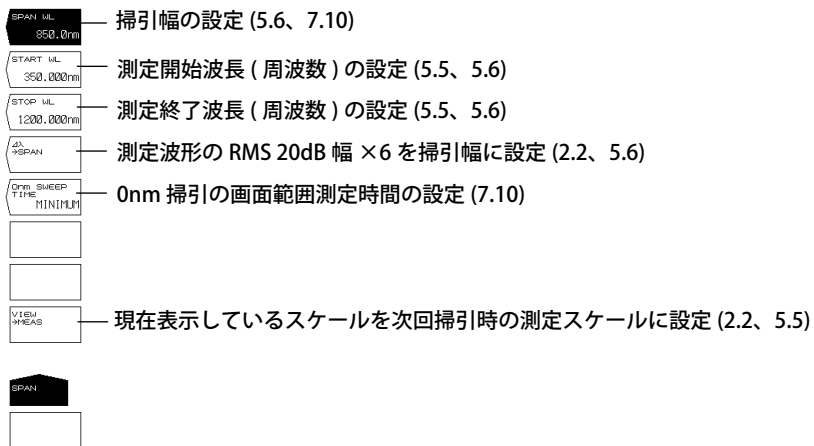 SPAN WL
850.0nm
掃引幅の設定 (5.6、7.10)
START WL
350.000nm
測定開始波長 ( 周波数 ) の設定 (5.5、5.6)
STOP WL
1200.000nm
測定終了波長 ( 周波数 ) の設定 (5.5、5.6)
Δλ
→SPAN
測定波形の RMS 20dB 幅 ×6 を掃引幅に設定 (2.2、5.6)
0nm SWEEP
TIME
MINIMUM
0nm 掃引の画面範囲測定時間の設定 (7.10)
VIEW
→MEAS
現在表示しているスケールを次回掃引時の測定スケールに設定 (2.2、5.5)
SPAN